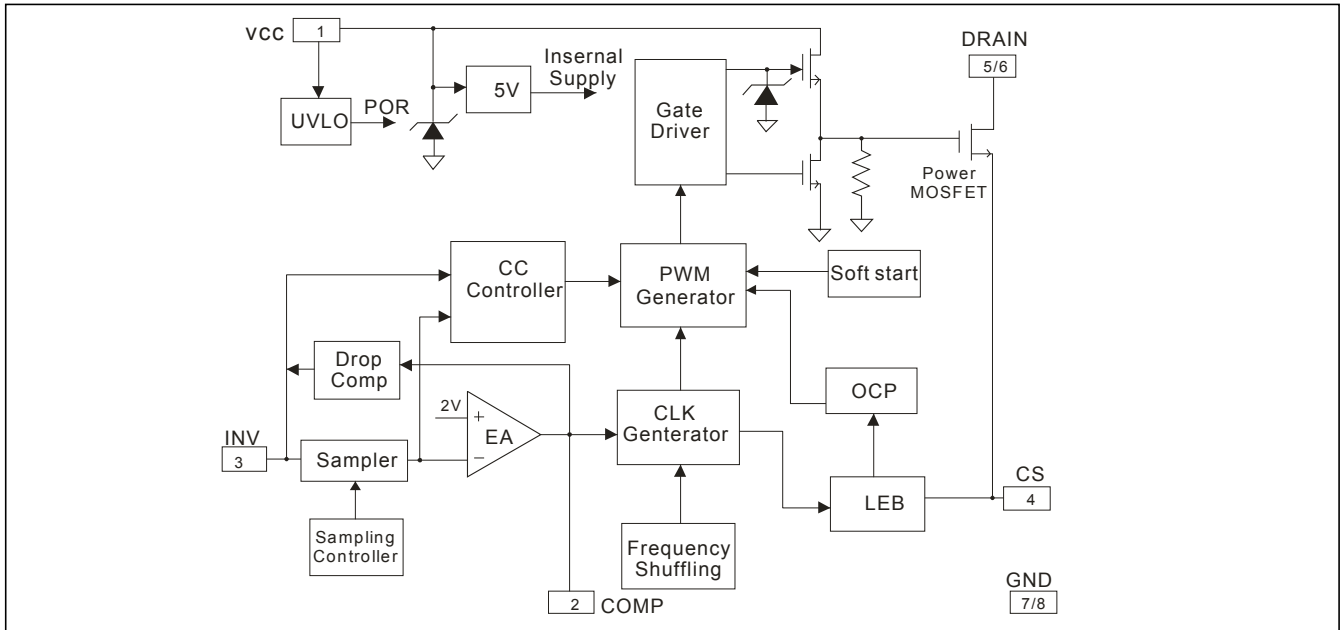 VCC
1
UVLO
POR
5V
Insernal
Supply
Gate
Driver
DRAIN
5/6
Power
MOSFET
CC
Controller
PWM
Generator
Soft start
Drop
Comp
OCP
2V
+
EA
−
CLK
Genterator
INV
3
Sampler
LEB
CS
4
Sampling
Controller
Frequency
Shuffling
2
COMP
GND
7/8